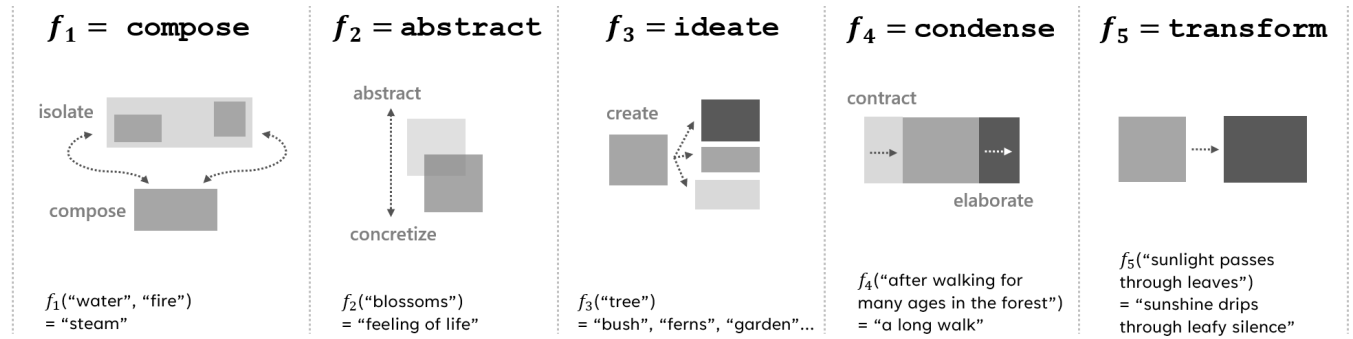 f₁ = compose
isolate
compose
f₁(“water”, “fire”)
= “steam”
f₂ = abstract
abstract
concretize
f₂(“blossoms”)
= “feeling of life”
f₃ = ideate
create
f₃(“tree”)
= “bush”, “ferns”, “garden”...
f₄ = condense
contract
elaborate
f₄(“after walking for
many ages in the forest”)
= “a long walk”
f₅ = transform
f₅(“sunlight passes
through leaves”)
= “sunshine drips
through leafy silence”